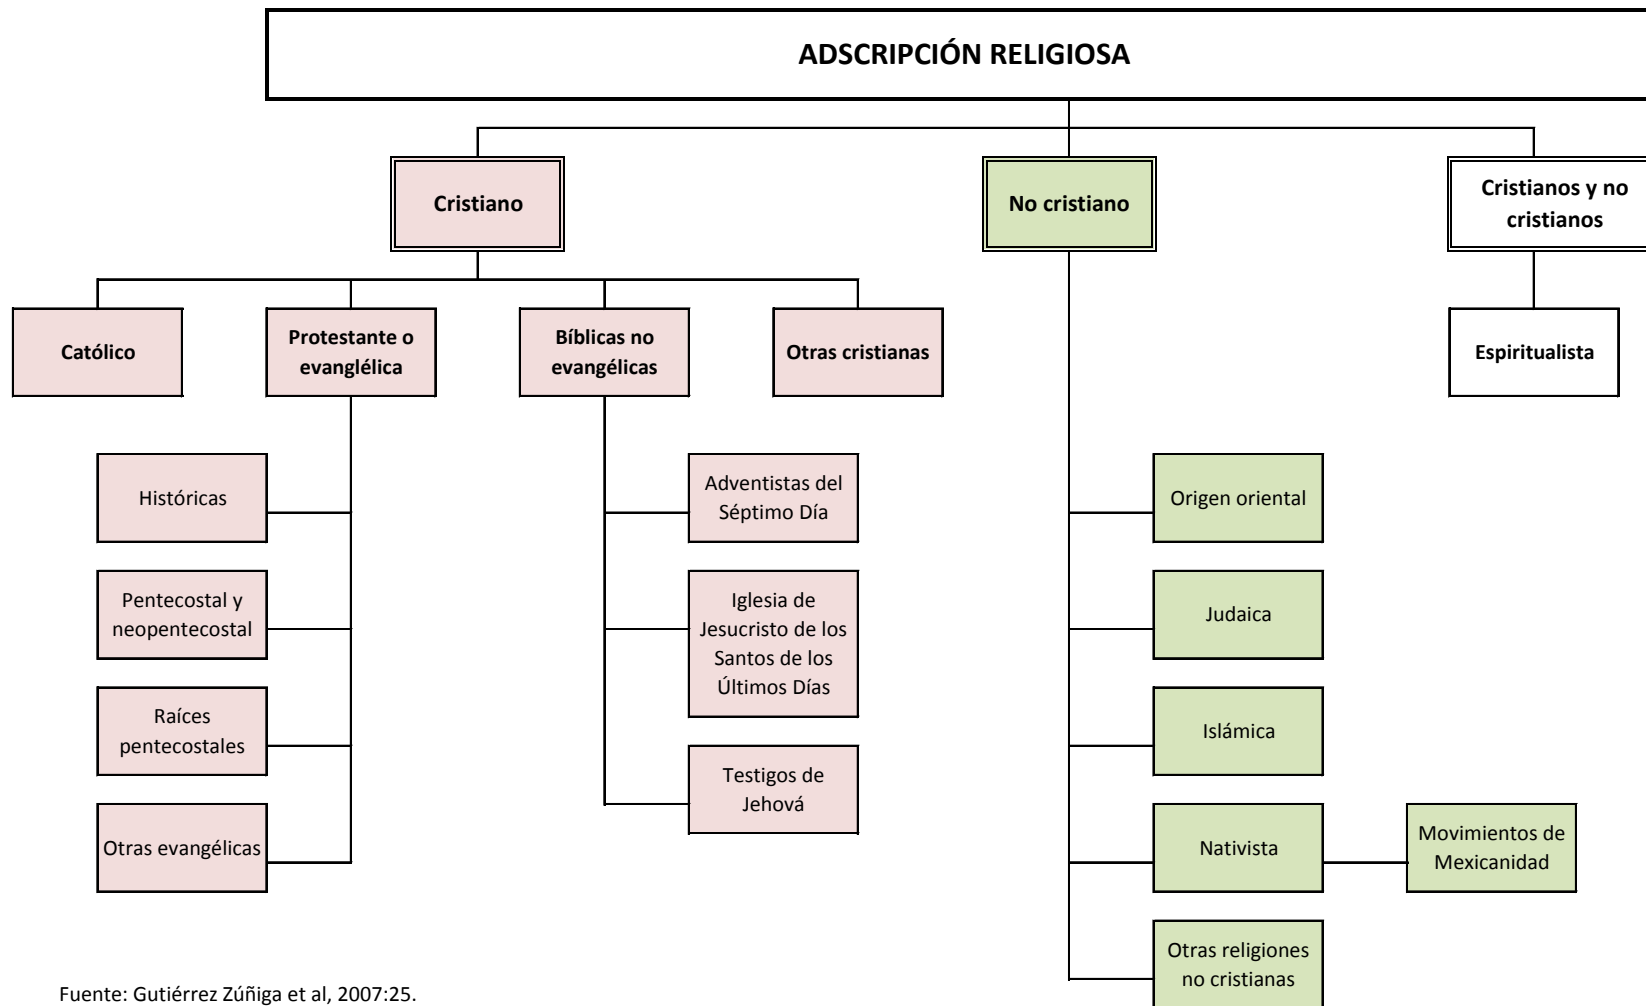 ADSCRIPCIÓN RELIGIOSA
Cristiano
No cristiano
Cristianos y no
cristianos
Católico
Protestante o
evanglélica
Bíblicas no
evangélicas
Otras cristianas
Espiritualista
Históricas
Pentecostal y
neopentecostal
Raíces
pentecostales
Otras evangélicas
Adventistas del
Séptimo Día
Iglesia de
Jesucristo de los
Santos de los
Últimos Días
Testigos de
Jehová
Origen oriental
Judaica
Islámica
Nativista
Movimientos de
Mexicanidad
Otras religiones
no cristianas
Fuente: Gutiérrez Zúñiga et al, 2007:25.